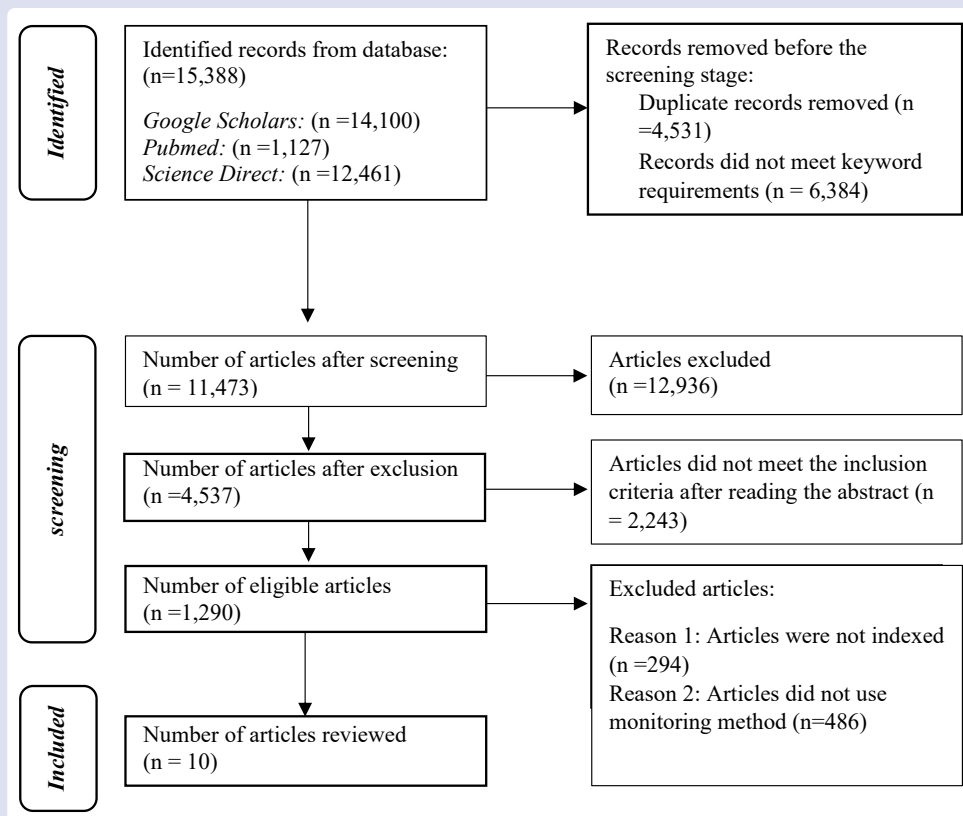 Identified
Identified records from database:
(n=15,388)
Google Scholars: (n =14,100)
Pubmed: (n =1,127)
Science Direct: (n =12,461)
Records removed before the
screening stage:
Duplicate records removed (n
=4,531)
Records did not meet keyword
requirements (n = 6,384)
screening
Number of articles after screening
(n = 11,473)
Articles excluded
(n =12,936)
Number of articles after exclusion
(n =4,537)
Articles did not meet the inclusion
criteria after reading the abstract (n
= 2,243)
Number of eligible articles
(n =1,290)
Excluded articles:
Reason 1: Articles were not indexed
(n =294)
Reason 2: Articles did not use
monitoring method (n=486)
Included
Number of articles reviewed
(n = 10)